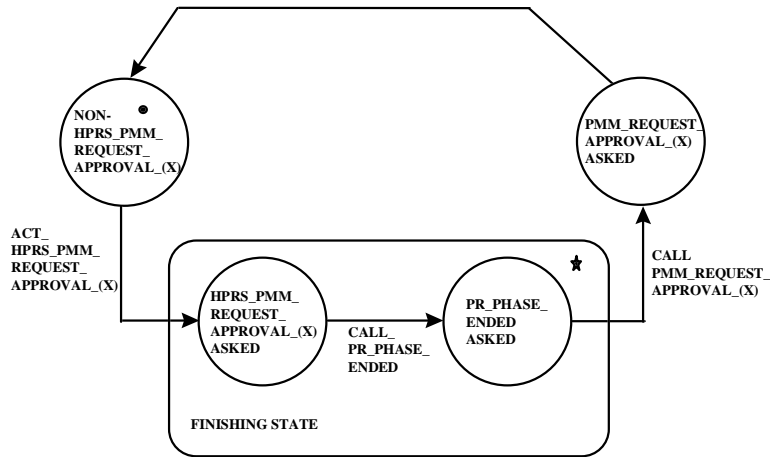 NON-
HPRS_PMM_
REQUEST_
APPROVAL_(X)
PMM_REQUEST_
APPROVAL_(X)
ASKED
ACT_
HPRS_PMM_
REQUEST_
APPROVAL_(X)
CALL
PMM_REQUEST_
APPROVAL_(X)
HPRS_PMM_
REQUEST_
APPROVAL_(X)
ASKED
CALL_
PR_PHASE_
ENDED
PR_PHASE_
ENDED
ASKED
FINISHING STATE